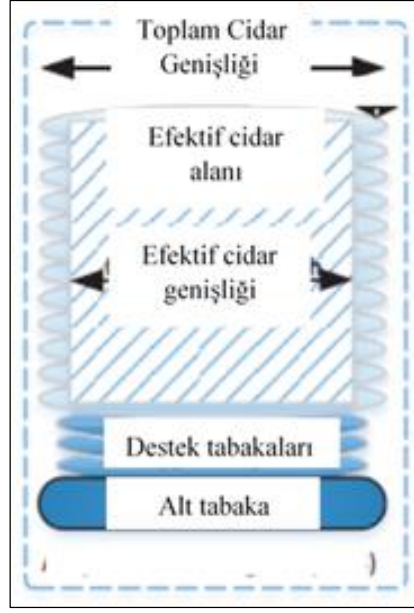 Toplam Cidar
Genişliği
Efektif cidar
alanı
Efektif cidar
genişliği
Destek tabakaları
Alt tabaka
)